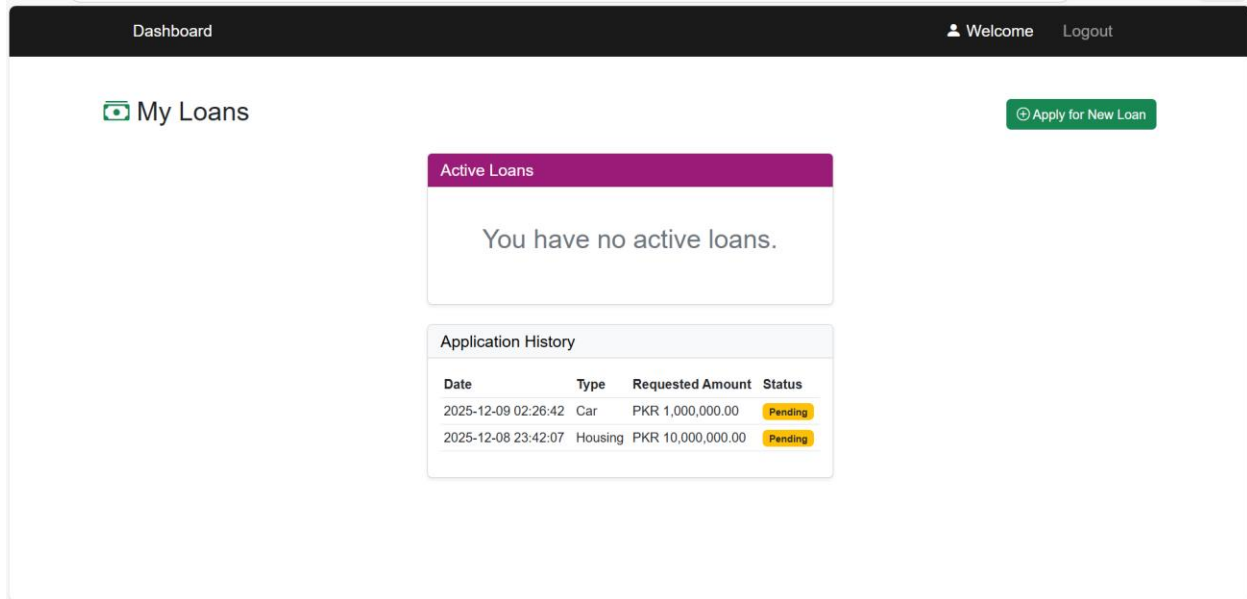 Dashboard Welcome Logout
My Loans Apply for New Loan
Active Loans
You have no active loans.
Application History
Date Type Requested Amount Status
2025-12-09 02:26:42 Car PKR 1,000,000.00 Pending
2025-12-08 23:42:07 Housing PKR 10,000,000.00 Pending